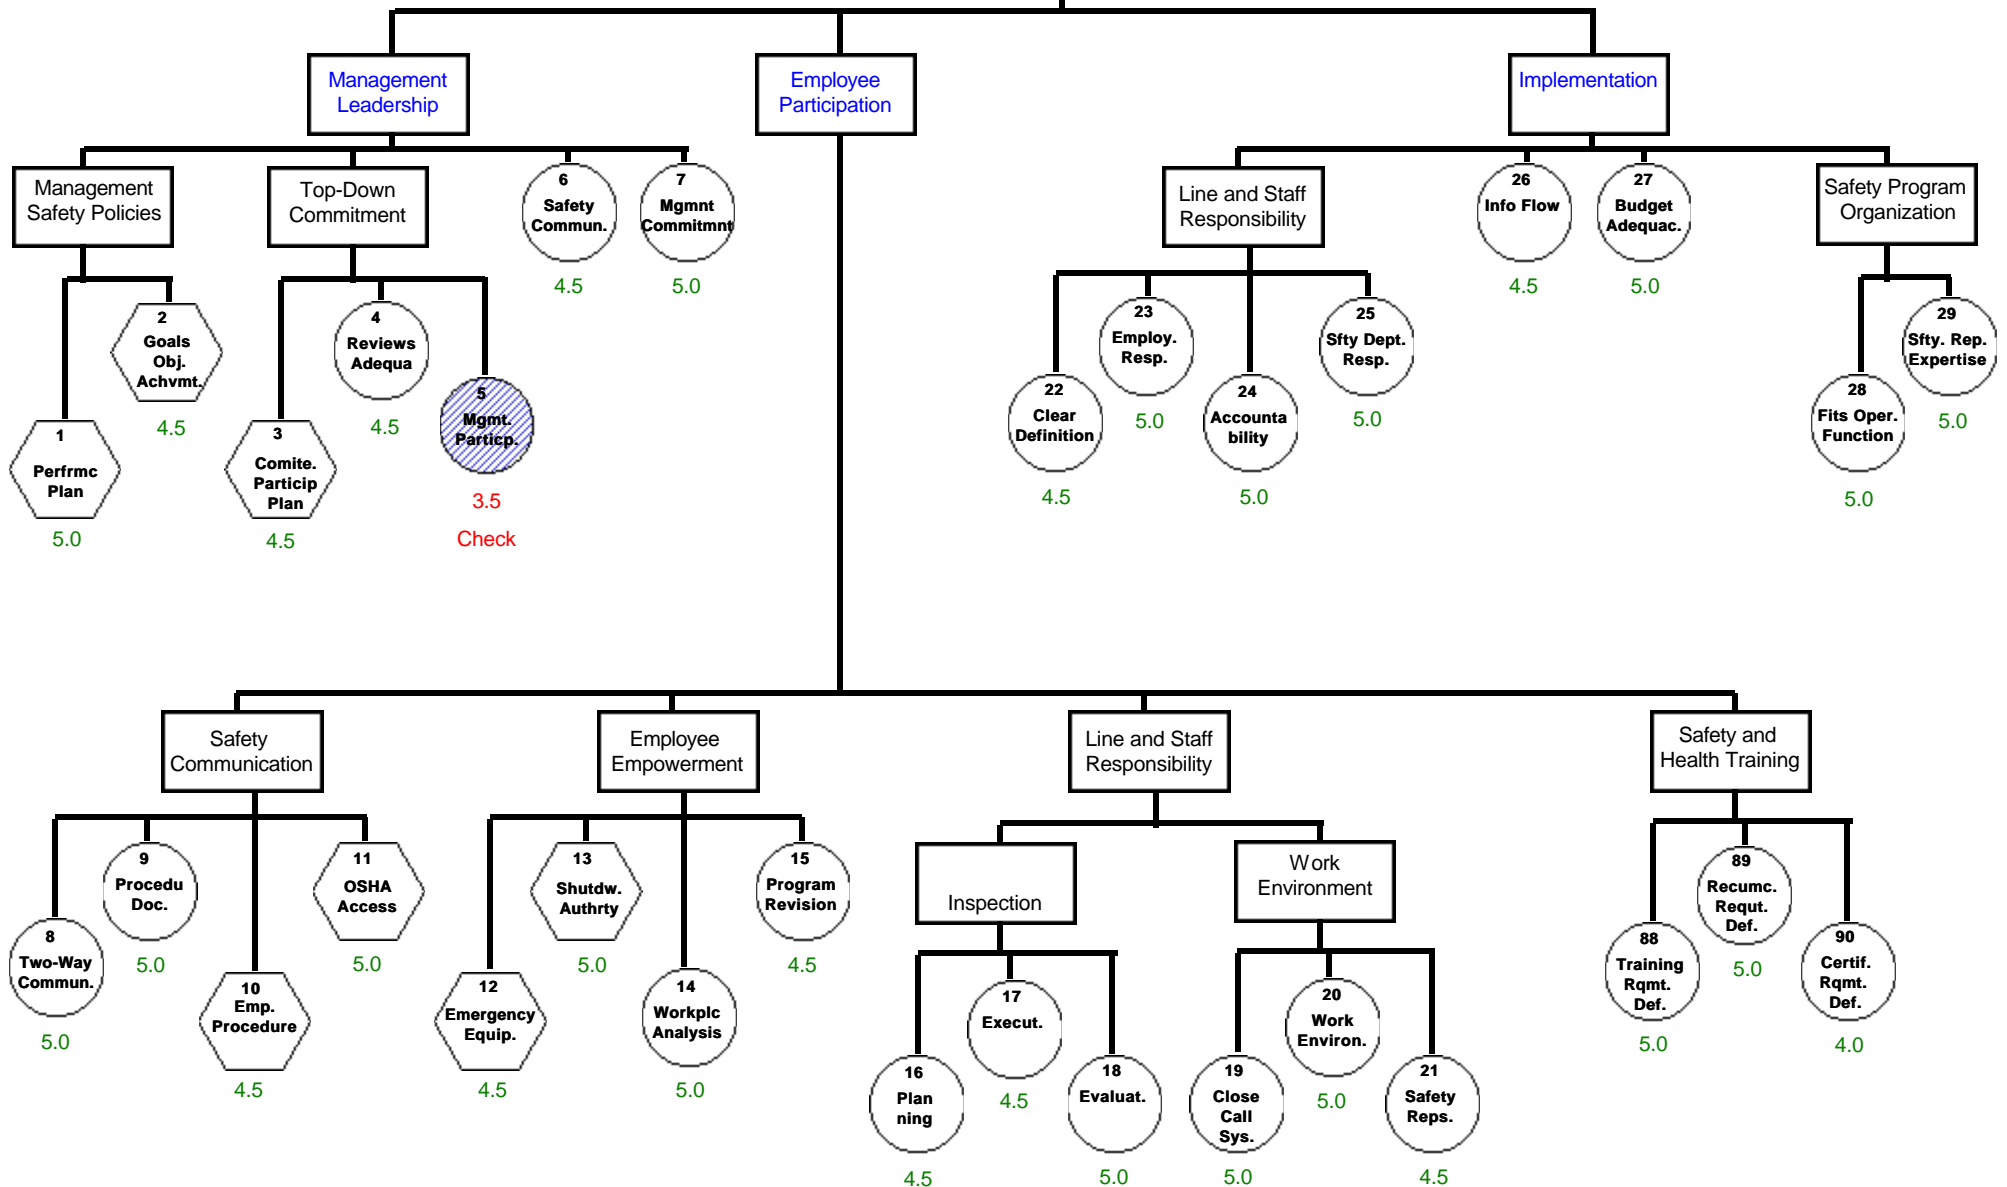 Management
Leadership
Employee
Participation
Implementation
Management
Safety Policies
Top-Down
Commitment
6
Safety
Commun.
4.5
7
Mgmnt
Commitmnt
5.0
Line and Staff
Responsibility
26
Info Flow
4.5
27
Budget
Adequac.
5.0
Safety Program
Organization
1
Perfrmc
Plan
5.0
2
Goals
Obj.
Achvmt.
4.5
3
Comite.
Particip
Plan
4.5
4
Reviews
Adequa
4.5
5
Mgmt.
Particp.
3.5
Check
22
Clear
Definition
4.5
23
Employ.
Resp.
5.0
24
Accounta
bility
5.0
25
Sfty Dept.
Resp.
5.0
28
Fits Oper.
Function
5.0
29
Sfty. Rep.
Expertise
5.0
Safety
Communication
Employee
Empowerment
Line and Staff
Responsibility
Safety and
Health Training
8
Two-Way
Commun.
5.0
9
Procedu
Doc.
5.0
10
Emp.
Procedure
4.5
11
OSHA
Access
5.0
12
Emergency
Equip.
4.5
13
Shutdw.
Authrty
5.0
14
Workplc
Analysis
5.0
15
Program
Revision
4.5
Inspection
Work
Environment
16
Plan
ning
4.5
17
Execut.
4.5
18
Evaluat.
5.0
19
Close
Call
Sys.
5.0
20
Work
Environ.
5.0
21
Safety
Reps.
4.5
88
Training
Rqmt.
Def.
5.0
89
Recumc.
Requt.
Def.
5.0
90
Certif.
Rqmt.
Def.
4.0